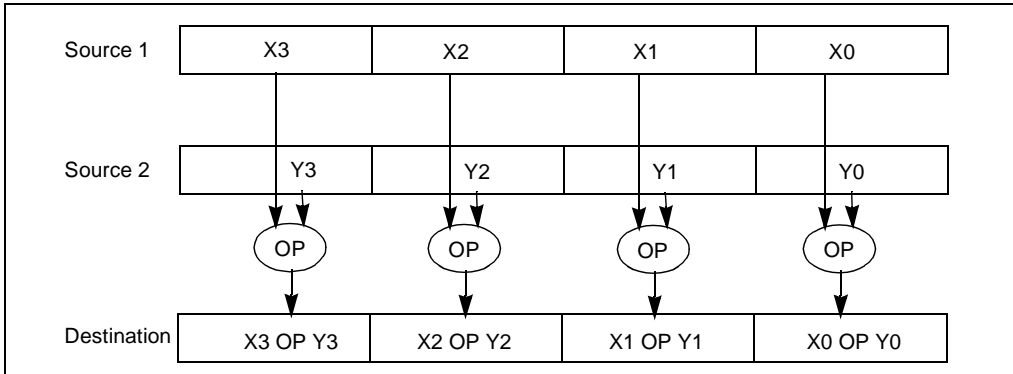 Source 1 X3 X2 X1 X0
Source 2 Y3 Y2 Y1 Y0
OP OP OP OP
Destination X3 OP Y3 X2 OP Y2 X1 OP Y1 X0 OP Y0